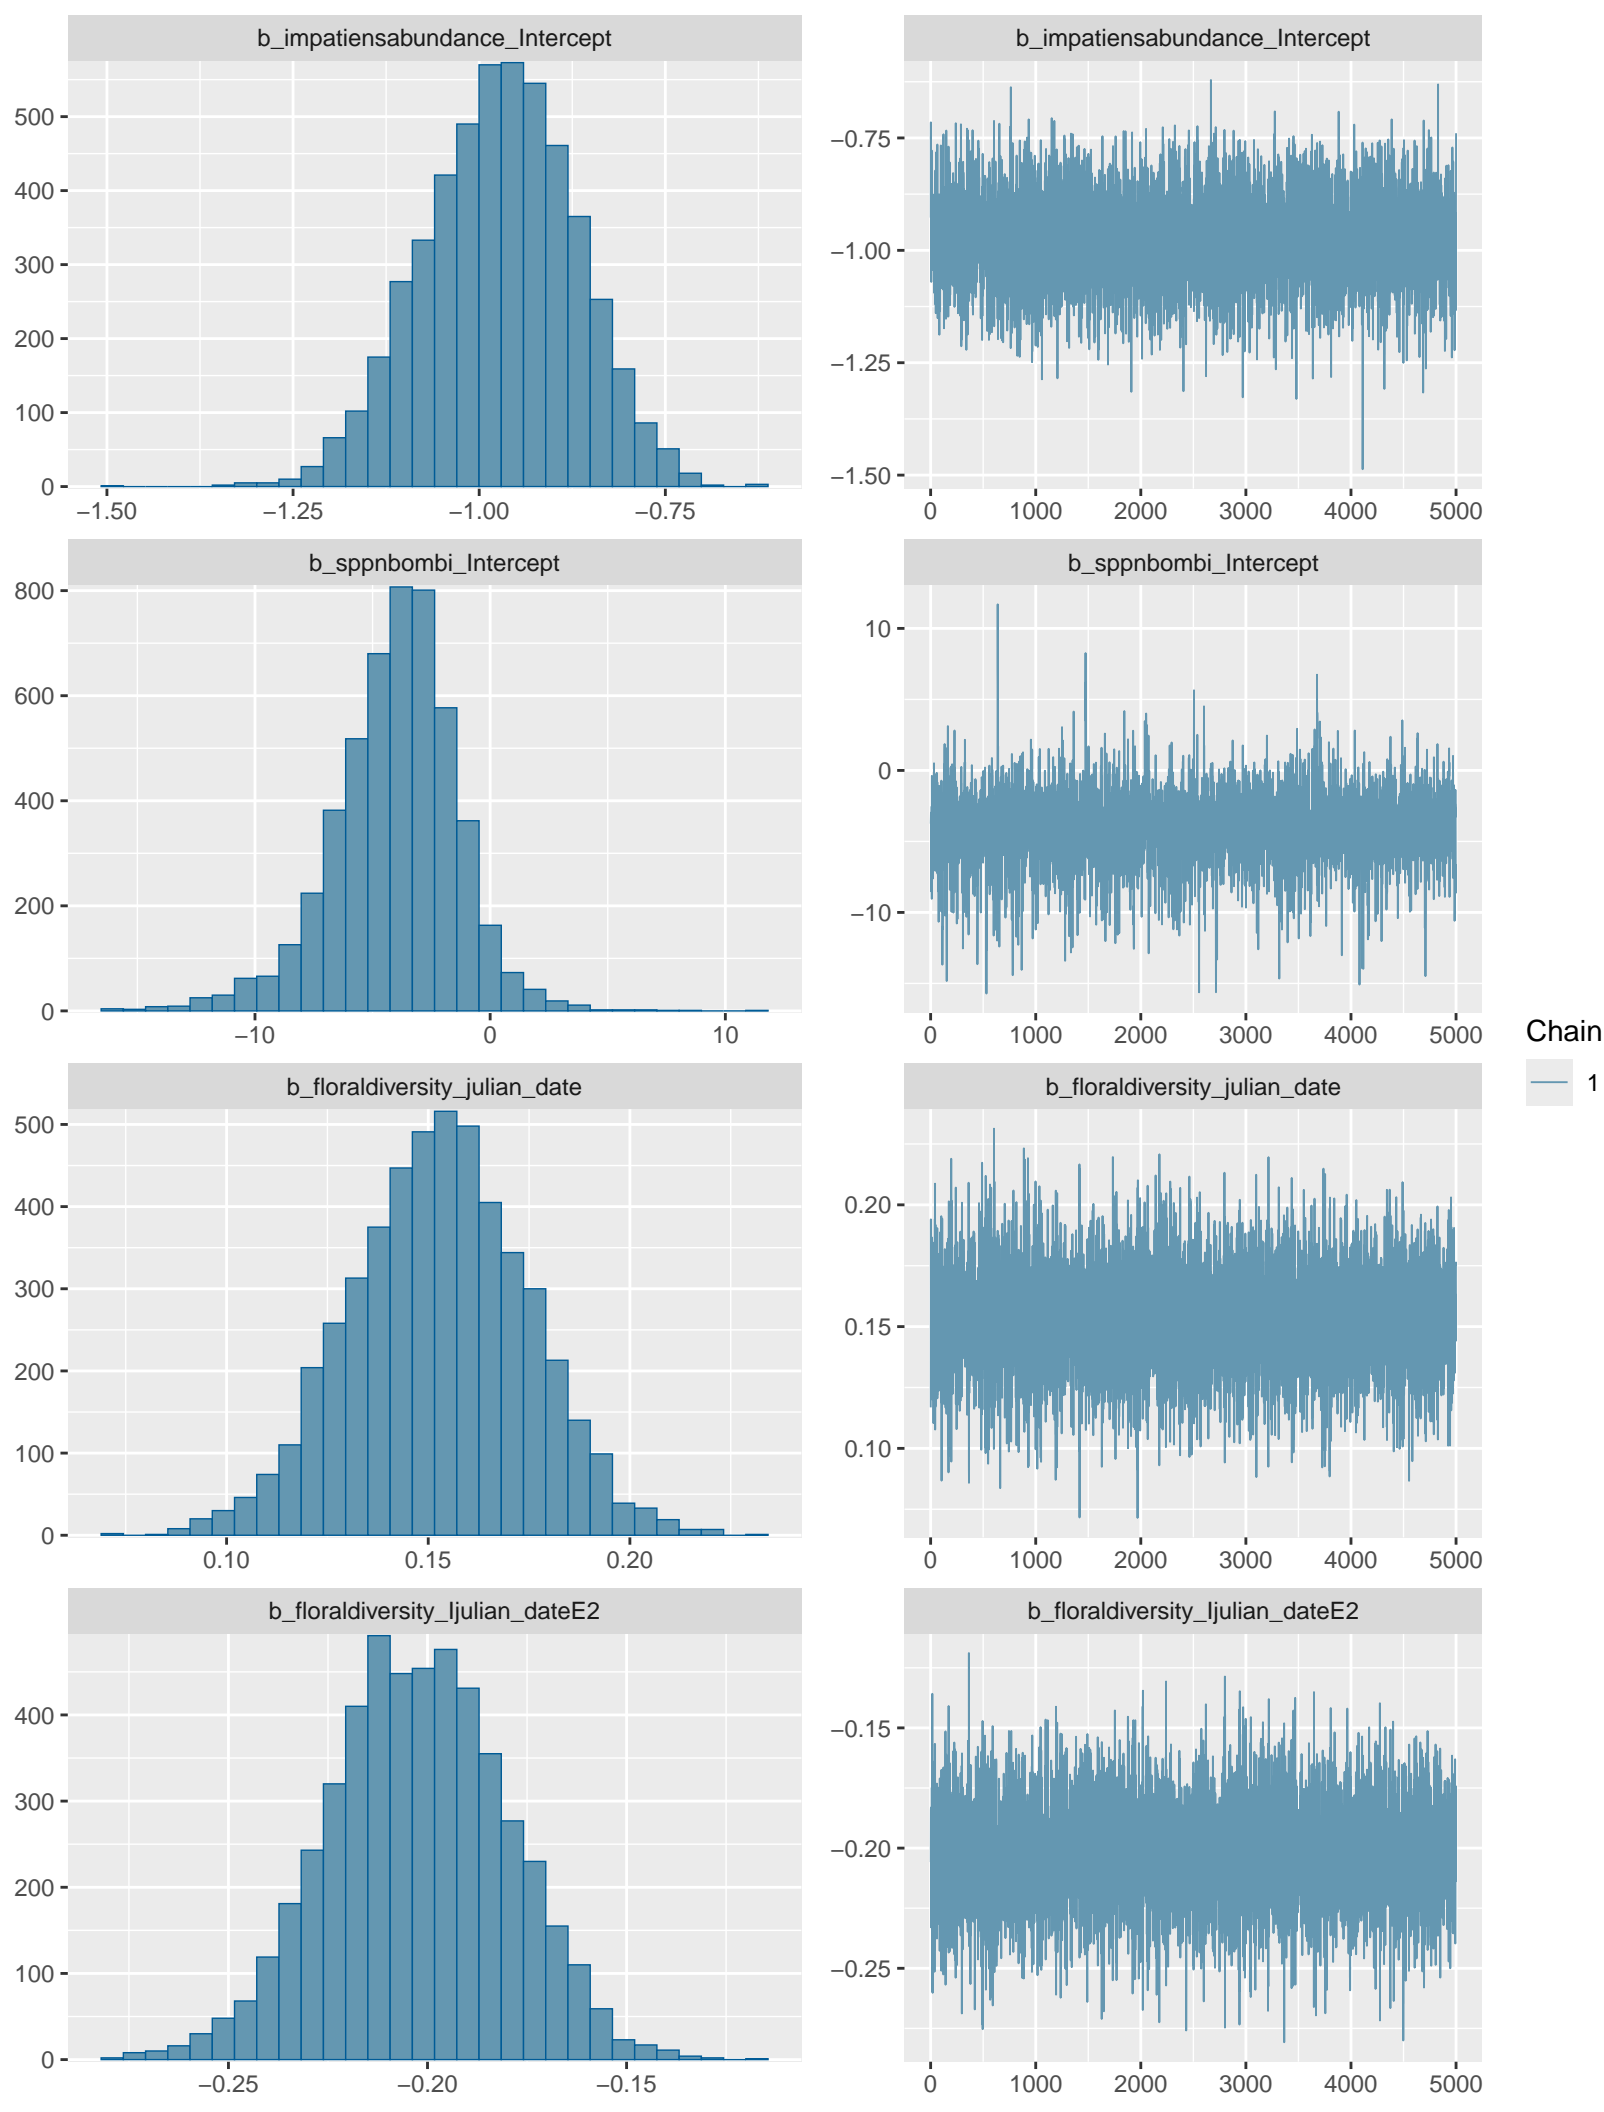 b_impatiensabundance_Intercept
b_impatiensabundance_Intercept
500
400
300
200
100
0
−1.50 −1.25 −1.00 −0.75
−0.75
−1.00
−1.25
−1.50
0 1000 2000 3000 4000 5000
b_sppnbombi_Intercept
b_sppnbombi_Intercept
800
600
400
200
0
−10 0 10
10
0
−10
0 1000 2000 3000 4000 5000
Chain
1
b_floraldiversity_julian_date
b_floraldiversity_julian_date
500
400
300
200
100
0
0.10 0.15 0.20
0.20
0.15
0.10
0 1000 2000 3000 4000 5000
b_floraldiversity_Ijulian_dateE2
b_floraldiversity_Ijulian_dateE2
400
300
200
100
0
−0.25 −0.20 −0.15
−0.15
−0.20
−0.25
0 1000 2000 3000 4000 5000